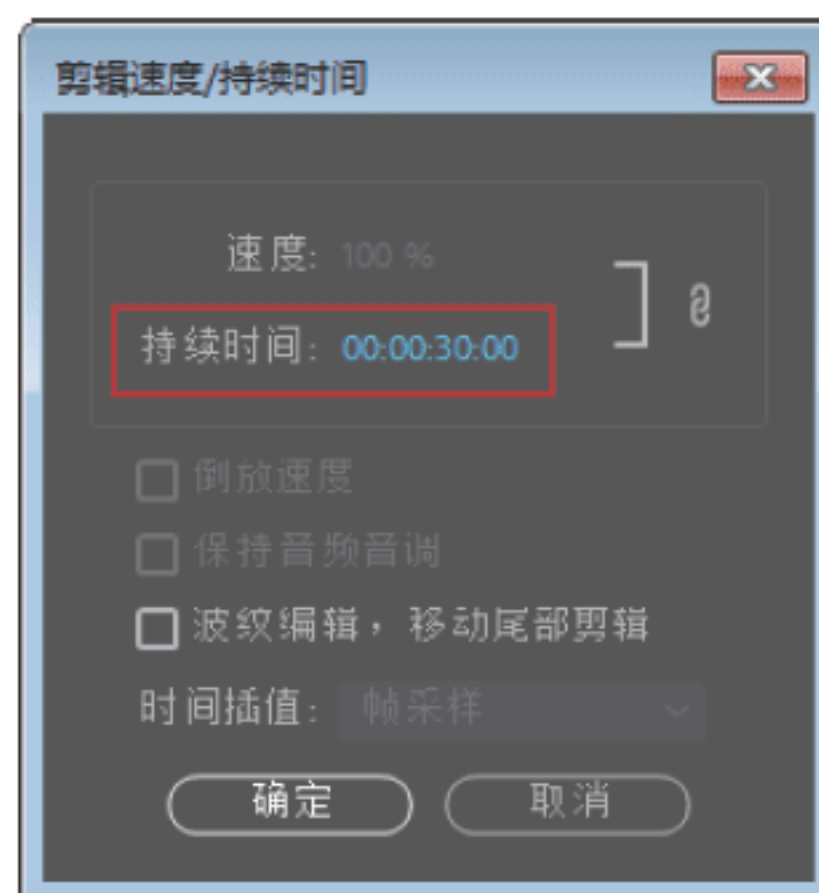 剪辑速度/持续时间
速度: 100 %
持续时间: 00:00:30:00
倒放速度
保持音频音调
波纹编辑，移动尾部剪辑
时间插值: 帧采样
确定 取消